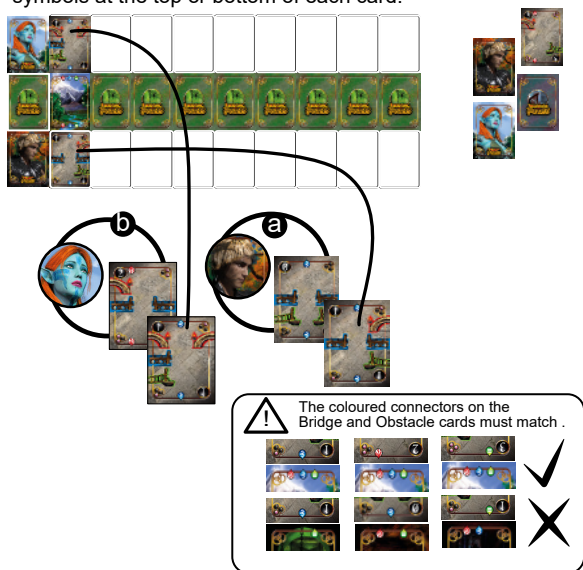 symbols at the top or bottom of each card.
b
a
!
The coloured connectors on the
Bridge and Obstacle cards must match .